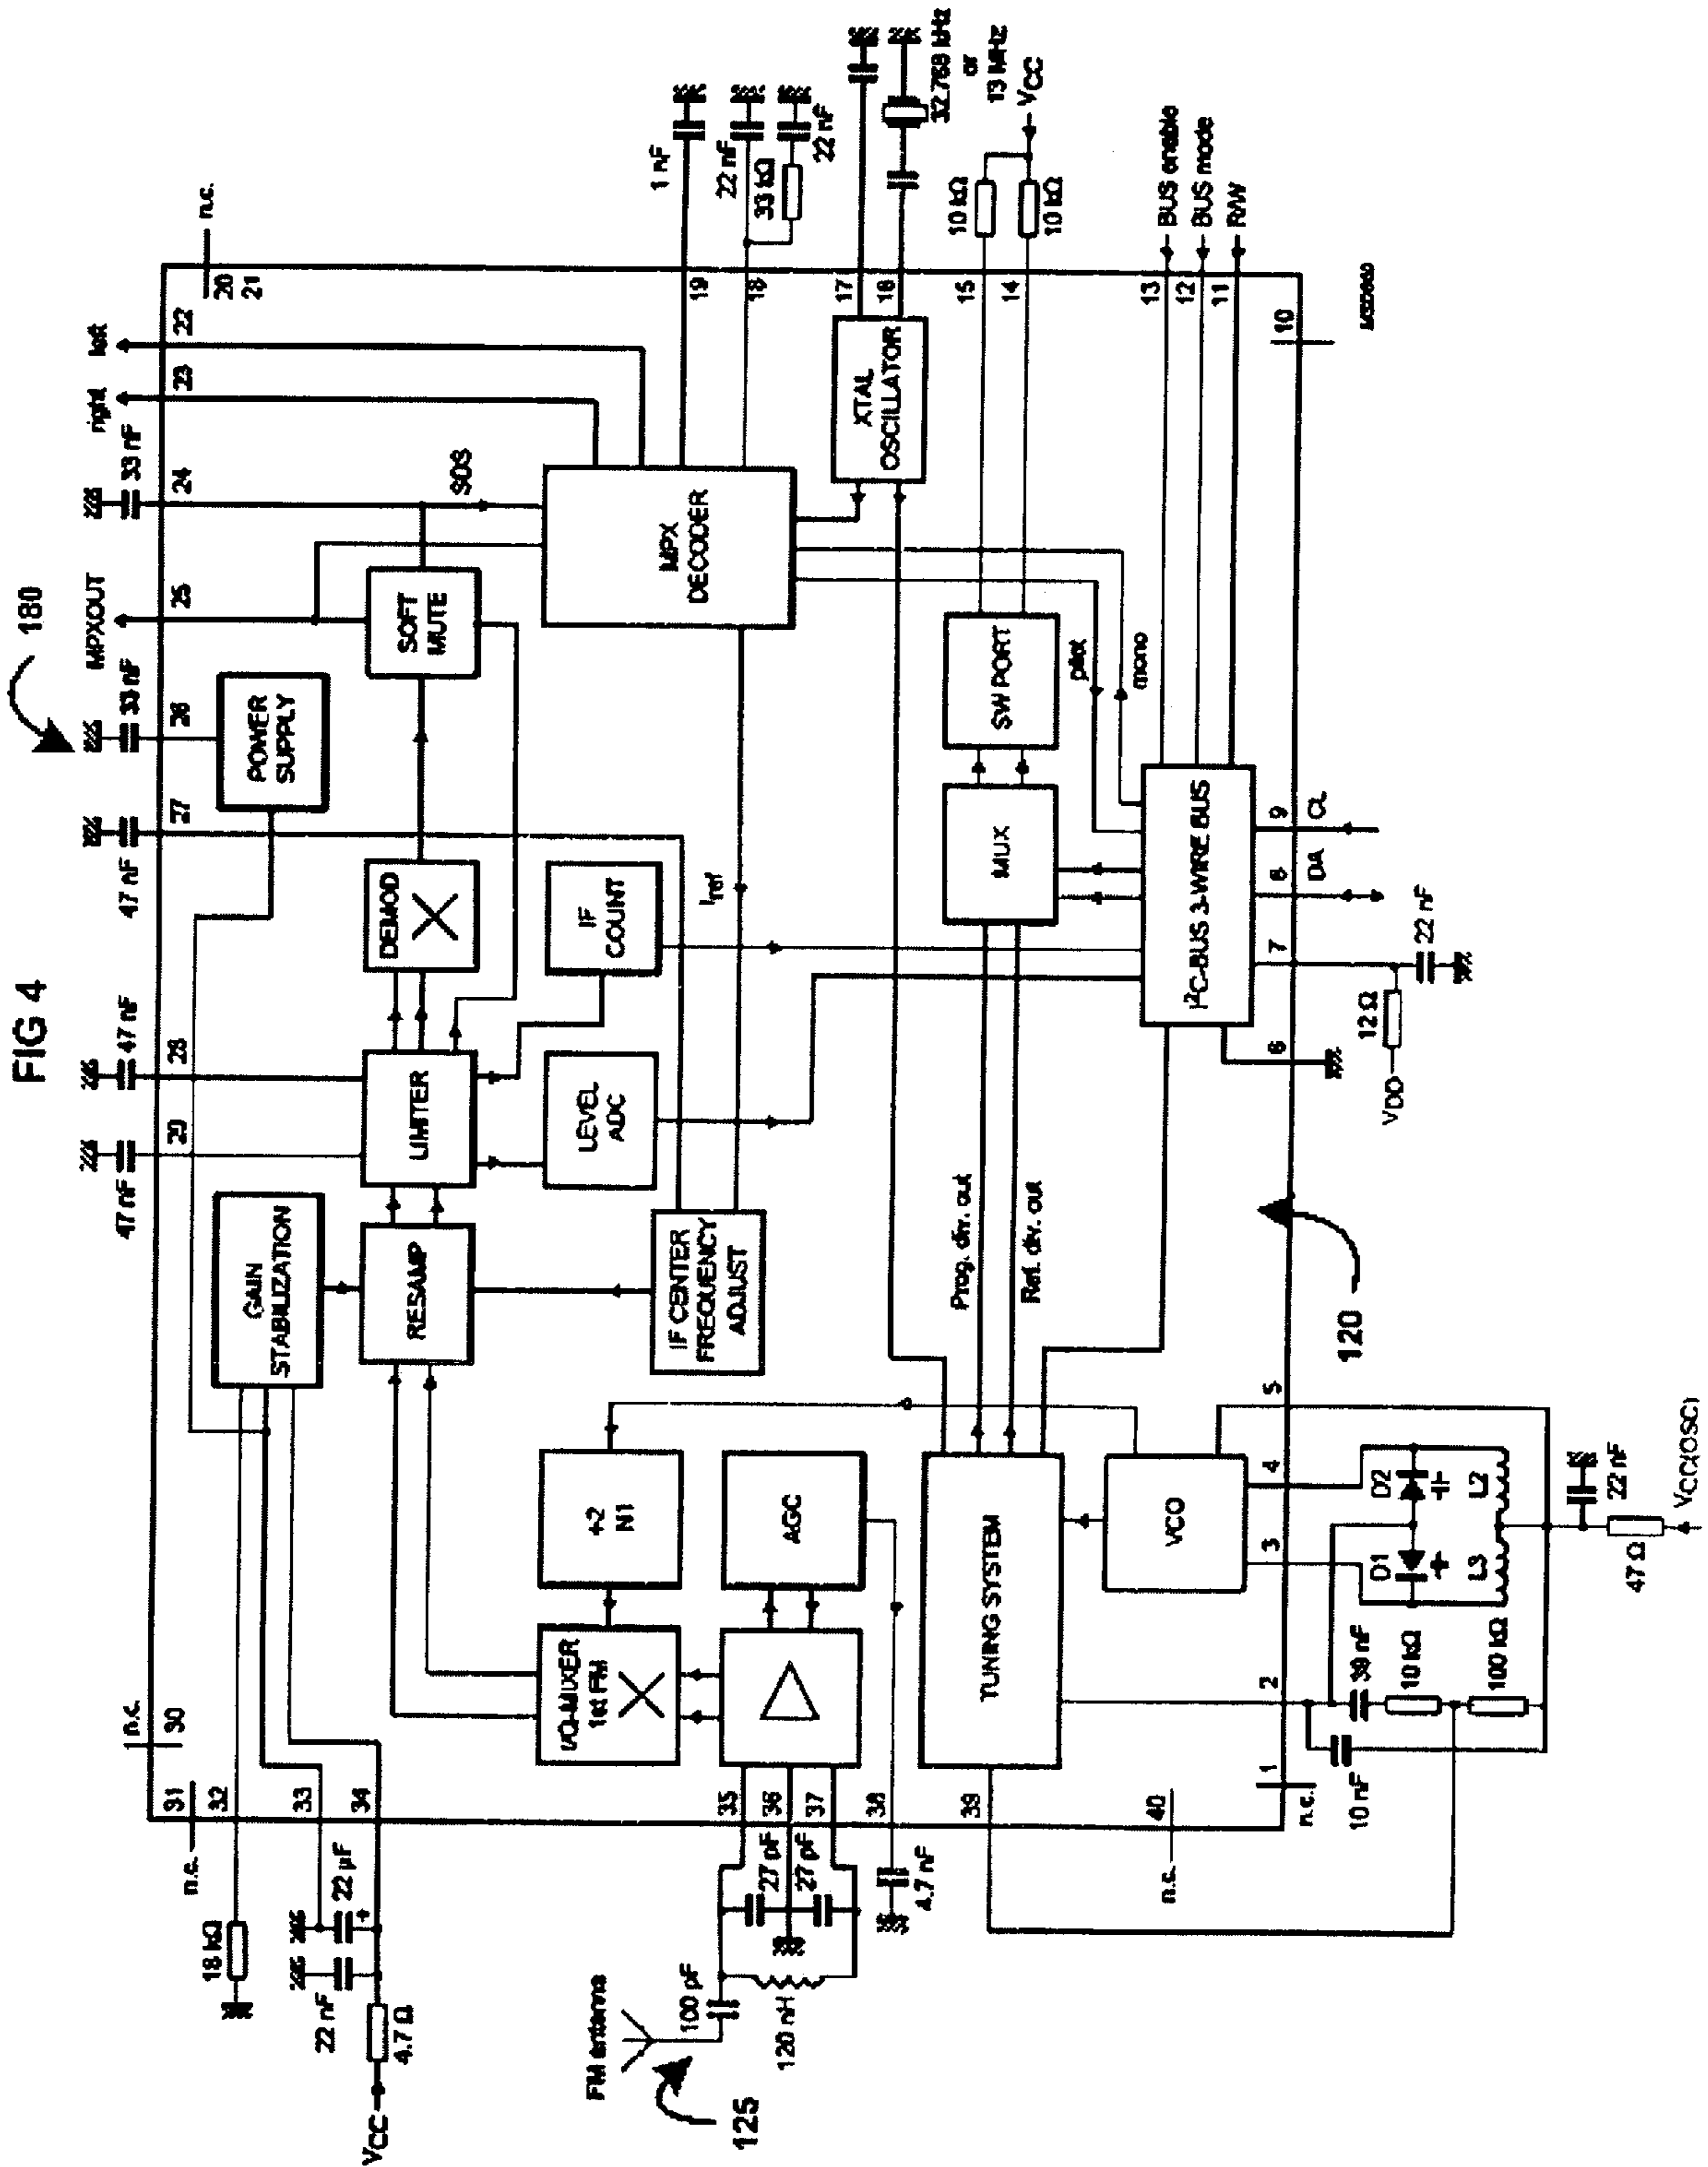 FIG 4
180
47 nF
47 nF
47 nF
33 nF
MPXOUT
33 nF
right
left
n.c.
30
29
28
27
26
25
24
23
22
21
20
n.c.
n.c.
31
32
33
34
18 kΩ
22 nF
22 µF
+
4.7 Ω
VCC
GAIN
STABILIZATION
POWER
SUPPLY
RESAMP
LIMITER
DEMOD
SOFT
MUTE
SDS
I/Q-MIXER
1st FM
÷2
N1
LEVEL
ADC
IF
COUNT
MPX
DECODER
IF CENTER
FREQUENCY
ADJUST
Iref
AGC
19
1 nF
18
22 nF
33 kΩ
22 nF
FM antenna
125
100 pF
120 nH
27 pF
27 pF
35
36
37
38
4.7 nF
39
40
n.c.
XTAL
OSCILLATOR
17
16
32.768 kHz
or
13 MHz
TUNING SYSTEM
Prog. div. out
Ref. div. out
MUX
SW PORT
15
14
10 kΩ
10 kΩ
VCC
pilot
mono
VCO
I²C-BUS 3-WIRE BUS
13
12
11
BUS enable
BUS mode
R/W
n.c.
1
2
3
4
5
6
7
8
9
10
DA
CL
120
VDD
12 Ω
22 nF
10 nF
39 nF
10 kΩ
100 kΩ
D1
D2
L3
L2
47 Ω
22 nF
VCC(OSC)